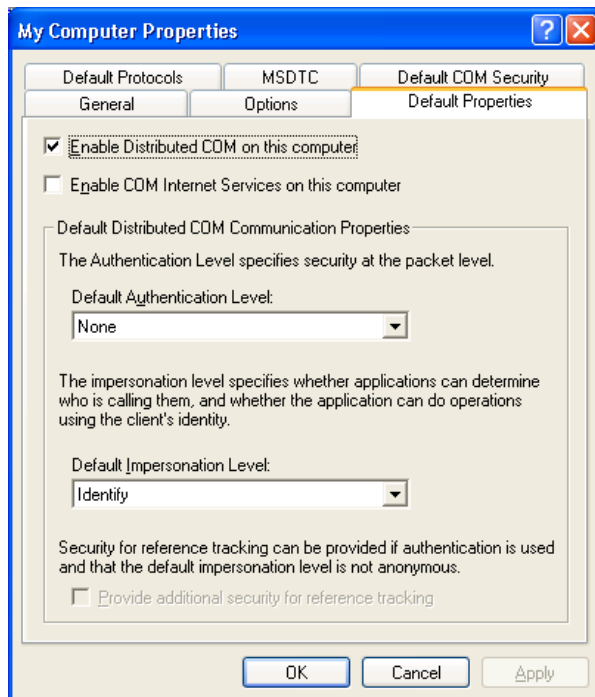 My Computer Properties
Default Protocols
MSDTC
Default COM Security
General
Options
Default Properties
Enable Distributed COM on this computer
Enable COM Internet Services on this computer
Default Distributed COM Communication Properties
The Authentication Level specifies security at the packet level.
Default Authentication Level:
None
The impersonation level specifies whether applications can determine
who is calling them, and whether the application can do operations
using the client's identity.
Default Impersonation Level:
Identify
Security for reference tracking can be provided if authentication is used
and that the default impersonation level is not anonymous.
Provide additional security for reference tracking
OK
Cancel
Apply